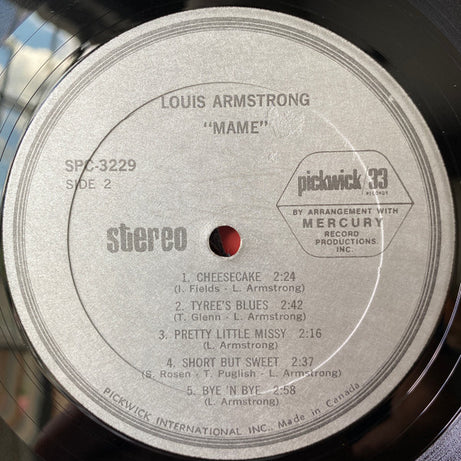 LOUIS ARMSTRONG
"MAME"
SPC-3229
SIDE 2
stereo
pickwick/33
RECORDS
BY ARRANGEMENT WITH
MERCURY
RECORD
PRODUCTIONS,
INC.
1. CHEESECAKE 2:24
(I. Fields - L. Armstrong)
2. TYREE'S BLUES 2:42
(T. Glenn - L. Armstrong)
3. PRETTY LITTLE MISSY 2:16
(L. Armstrong)
4. SHORT BUT SWEET 2:37
(S. Rosen - T. Puglish - L. Armstrong)
5. BYE 'N BYE 2:58
(L. Armstrong)
PICKWICK INTERNATIONAL INC., Made in Canada